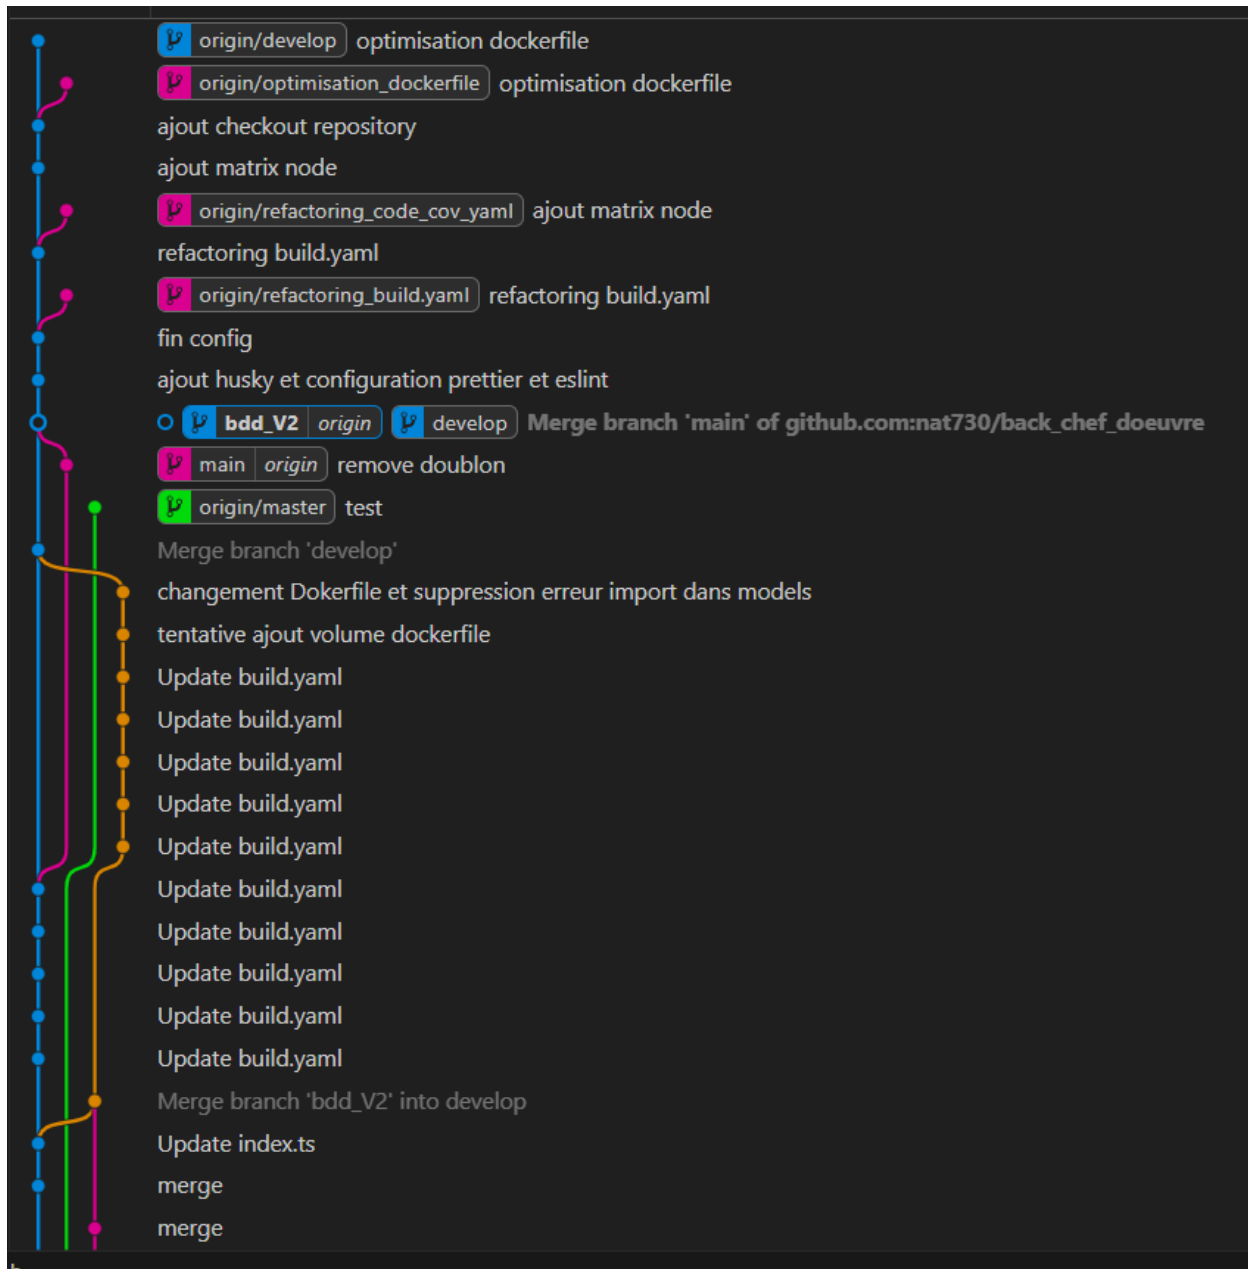 origin/develop optimisation dockerfile
origin/optimisation_dockerfile optimisation dockerfile
ajout checkout repository
ajout matrix node
origin/refactoring_code_cov_yaml ajout matrix node
refactoring build.yaml
origin/refactoring_build.yaml refactoring build.yaml
fin config
ajout husky et configuration prettier et eslint
bdd_V2 origin develop Merge branch 'main' of github.com:nat730/back_chef_doeuvre
main origin remove doublon
origin/master test
Merge branch 'develop'
changement Dokerfile et suppression erreur import dans models
tentative ajout volume dockerfile
Update build.yaml
Update build.yaml
Update build.yaml
Update build.yaml
Update build.yaml
Update build.yaml
Update build.yaml
Update build.yaml
Update build.yaml
Update build.yaml
Merge branch 'bdd_V2' into develop
Update index.ts
merge
merge